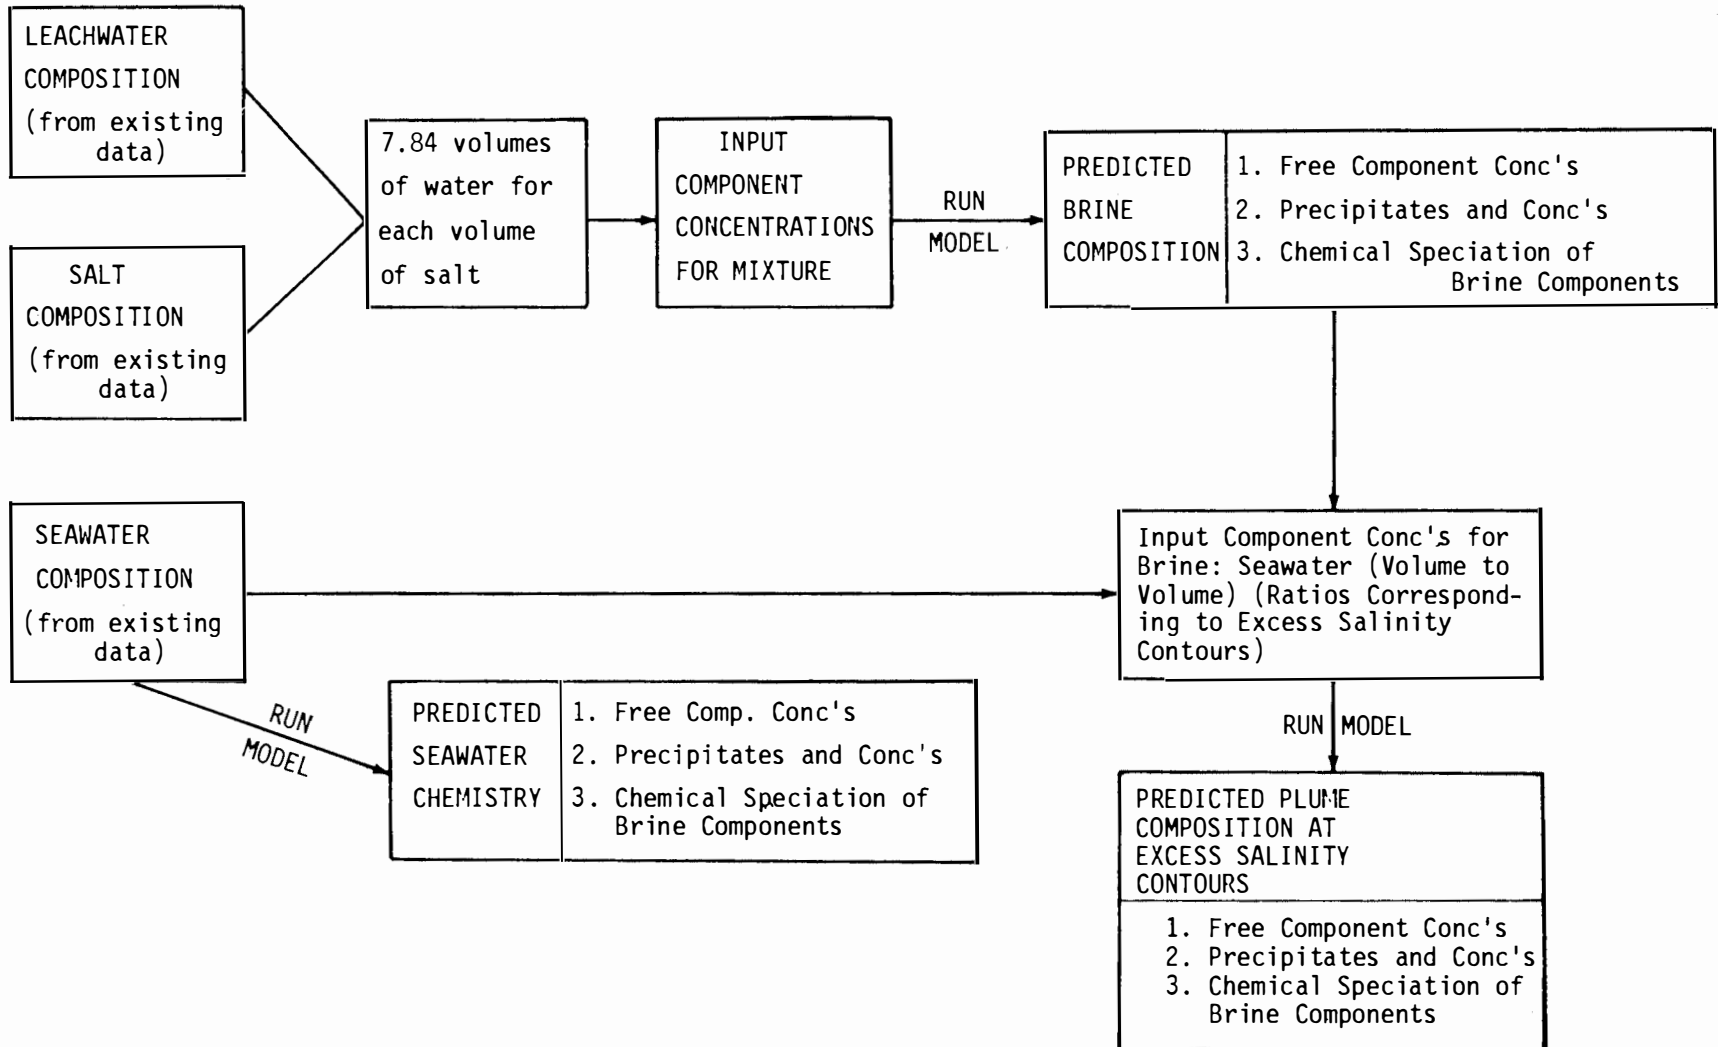 LEACHWATER
COMPOSITION
(from existing
data)
SALT
COMPOSITION
(from existing
data)
7.84 volumes
of water for
each volume
of salt
INPUT
COMPONENT
CONCENTRATIONS
FOR MIXTURE
RUN
MODEL
PREDICTED
BRINE
COMPOSITION
1. Free Component Conc's
2. Precipitates and Conc's
3. Chemical Speciation of
Brine Components
SEAWATER
COMPOSITION
(from existing
data)
RUN
MODEL
PREDICTED
SEAWATER
CHEMISTRY
1. Free Comp. Conc's
2. Precipitates and Conc's
3. Chemical Speciation of
Brine Components
Input Component Conc's for
Brine: Seawater (Volume to
Volume) (Ratios Correspond-
ing to Excess Salinity
Contours)
RUN MODEL
PREDICTED PLUME
COMPOSITION AT
EXCESS SALINITY
CONTOURS
1. Free Component Conc's
2. Precipitates and Conc's
3. Chemical Speciation of
Brine Components